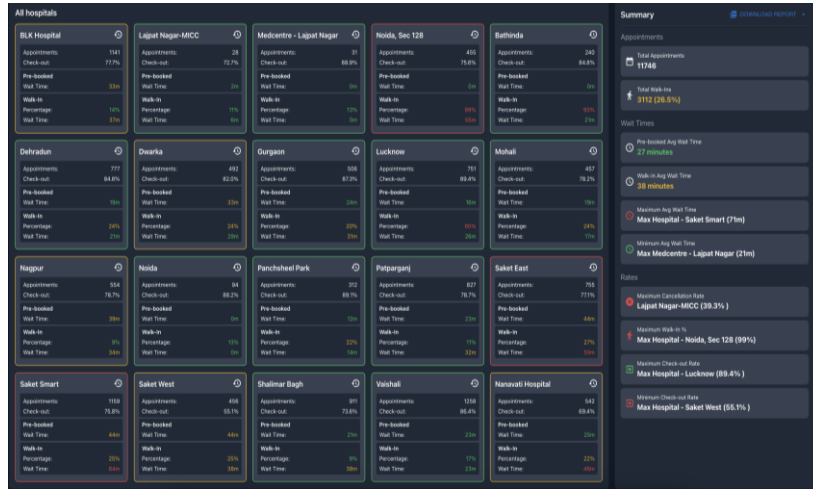 All hospitals
BLK Hospital
Appointments: 1141
Check-out: 77.7%
Pre-booked
Wait Time: 33m
Walk-In
Percentage: 14%
Wait Time: 37m
Lajpat Nagar-MICC
Appointments: 28
Check-out: 72.7%
Pre-booked
Wait Time: 2m
Walk-In
Percentage: 11%
Wait Time: 6m
Medcentre - Lajpat Nagar
Appointments: 31
Check-out: 88.9%
Pre-booked
Wait Time: 0m
Walk-In
Percentage: 13%
Wait Time: 0m
Noida, Sec 128
Appointments: 455
Check-out: 75.6%
Pre-booked
Wait Time: 0m
Walk-In
Percentage: 99%
Wait Time: 55m
Bathinda
Appointments: 240
Check-out: 84.8%
Pre-booked
Wait Time: 0m
Walk-In
Percentage:
Wait Time: 21m
Dehradun
Appointments: 777
Check-out: 84.8%
Pre-booked
Wait Time: 19m
Walk-In
Percentage: 24%
Wait Time: 21m
Dwarka
Appointments: 492
Check-out: 82.0%
Pre-booked
Wait Time: 33m
Walk-In
Percentage: 24%
Wait Time:
Gurgaon
Appointments: 506
Check-out: 87.3%
Pre-booked
Wait Time: 24m
Walk-In
Percentage: 20%
Wait Time: 31m
Lucknow
Appointments: 751
Check-out: 89.4%
Pre-booked
Wait Time: 16m
Walk-In
Percentage:
Wait Time: 26m
Mohali
Appointments: 457
Check-out: 78.2%
Pre-booked
Wait Time: 19m
Walk-In
Percentage: 24%
Wait Time: 17m
Nagpur
Appointments: 554
Check-out: 78.7%
Pre-booked
Wait Time: 39m
Walk-In
Percentage: 9%
Wait Time: 34m
Noida
Appointments: 94
Check-out: 88.2%
Pre-booked
Wait Time: 0m
Walk-In
Percentage: 13%
Wait Time: 0m
Panchsheel Park
Appointments: 312
Check-out: 89.1%
Pre-booked
Wait Time: 13m
Walk-In
Percentage: 22%
Wait Time: 14m
Patparganj
Appointments: 827
Check-out: 78.7%
Pre-booked
Wait Time: 23m
Walk-In
Percentage: 11%
Wait Time: 32m
Saket East
Appointments: 755
Check-out: 77.1%
Pre-booked
Wait Time: 44m
Walk-In
Percentage: 27%
Wait Time:
Saket Smart
Appointments: 1159
Check-out: 75.8%
Pre-booked
Wait Time: 44m
Walk-In
Percentage: 25%
Wait Time:
Saket West
Appointments: 456
Check-out: 55.1%
Pre-booked
Wait Time: 44m
Walk-In
Percentage: 25%
Wait Time: 38m
Shalimar Bagh
Appointments: 911
Check-out: 73.6%
Pre-booked
Wait Time: 21m
Walk-In
Percentage: 9%
Wait Time: 38m
Vaishali
Appointments: 1258
Check-out: 86.4%
Pre-booked
Wait Time: 23m
Walk-In
Percentage: 17%
Wait Time: 23m
Nanavati Hospital
Appointments: 542
Check-out: 69.4%
Pre-booked
Wait Time: 25m
Walk-In
Percentage: 22%
Wait Time:
Summary
DOWNLOAD REPORT
Appointments
Total Appointments
11746
Total Walk-Ins
3112 (26.5%)
Wait Times
Pre-booked Avg Wait Time
27 minutes
Walk-in Avg Wait Time
38 minutes
Maximum Avg Wait Time
Max Hospital - Saket Smart (71m)
Minimum Avg Wait Time
Max Medcentre - Lajpat Nagar (21m)
Rates
Maximum Cancellation Rate
Lajpat Nagar-MICC (39.3% )
Maximum Walk-In %
Max Hospital - Noida, Sec 128 (99%)
Maximum Check-out Rate
Max Hospital - Lucknow (89.4% )
Minimum Check-out Rate
Max Hospital - Saket West (55.1% )